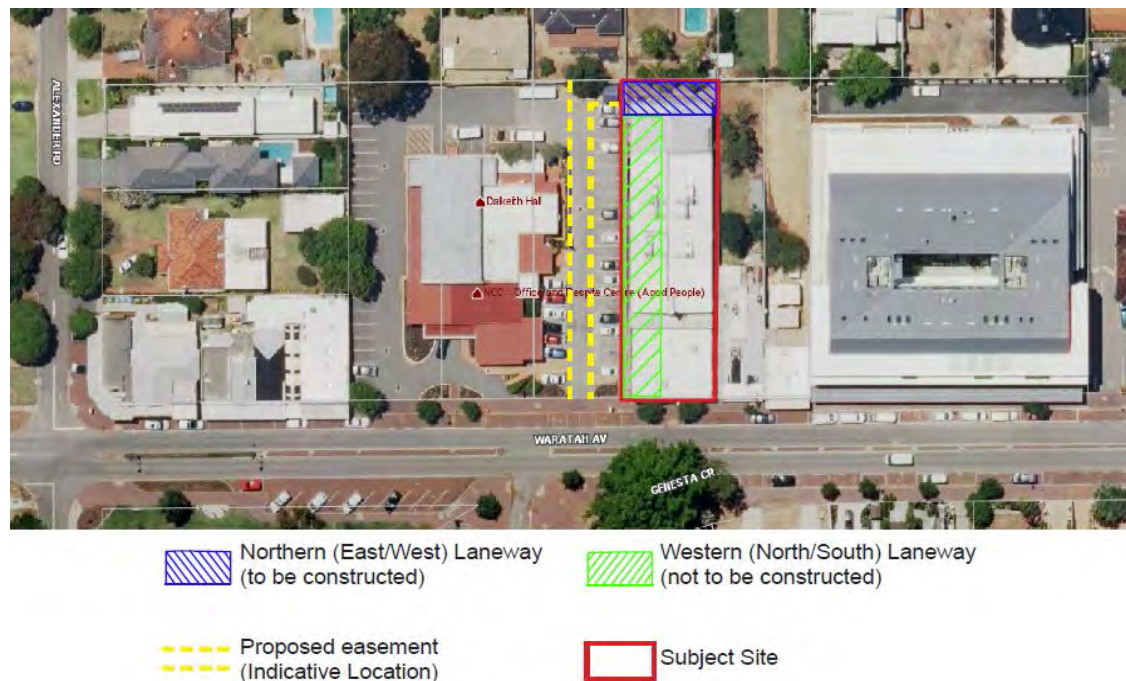 ALEXANDER RD
Dalkeith Hall
NCC - Office and Respite Centre (Aged People)
WARATAH AV
GENESTA CR
Northern (East/West) Laneway
(to be constructed)
Western (North/South) Laneway
(not to be constructed)
Proposed easement
(Indicative Location)
Subject Site